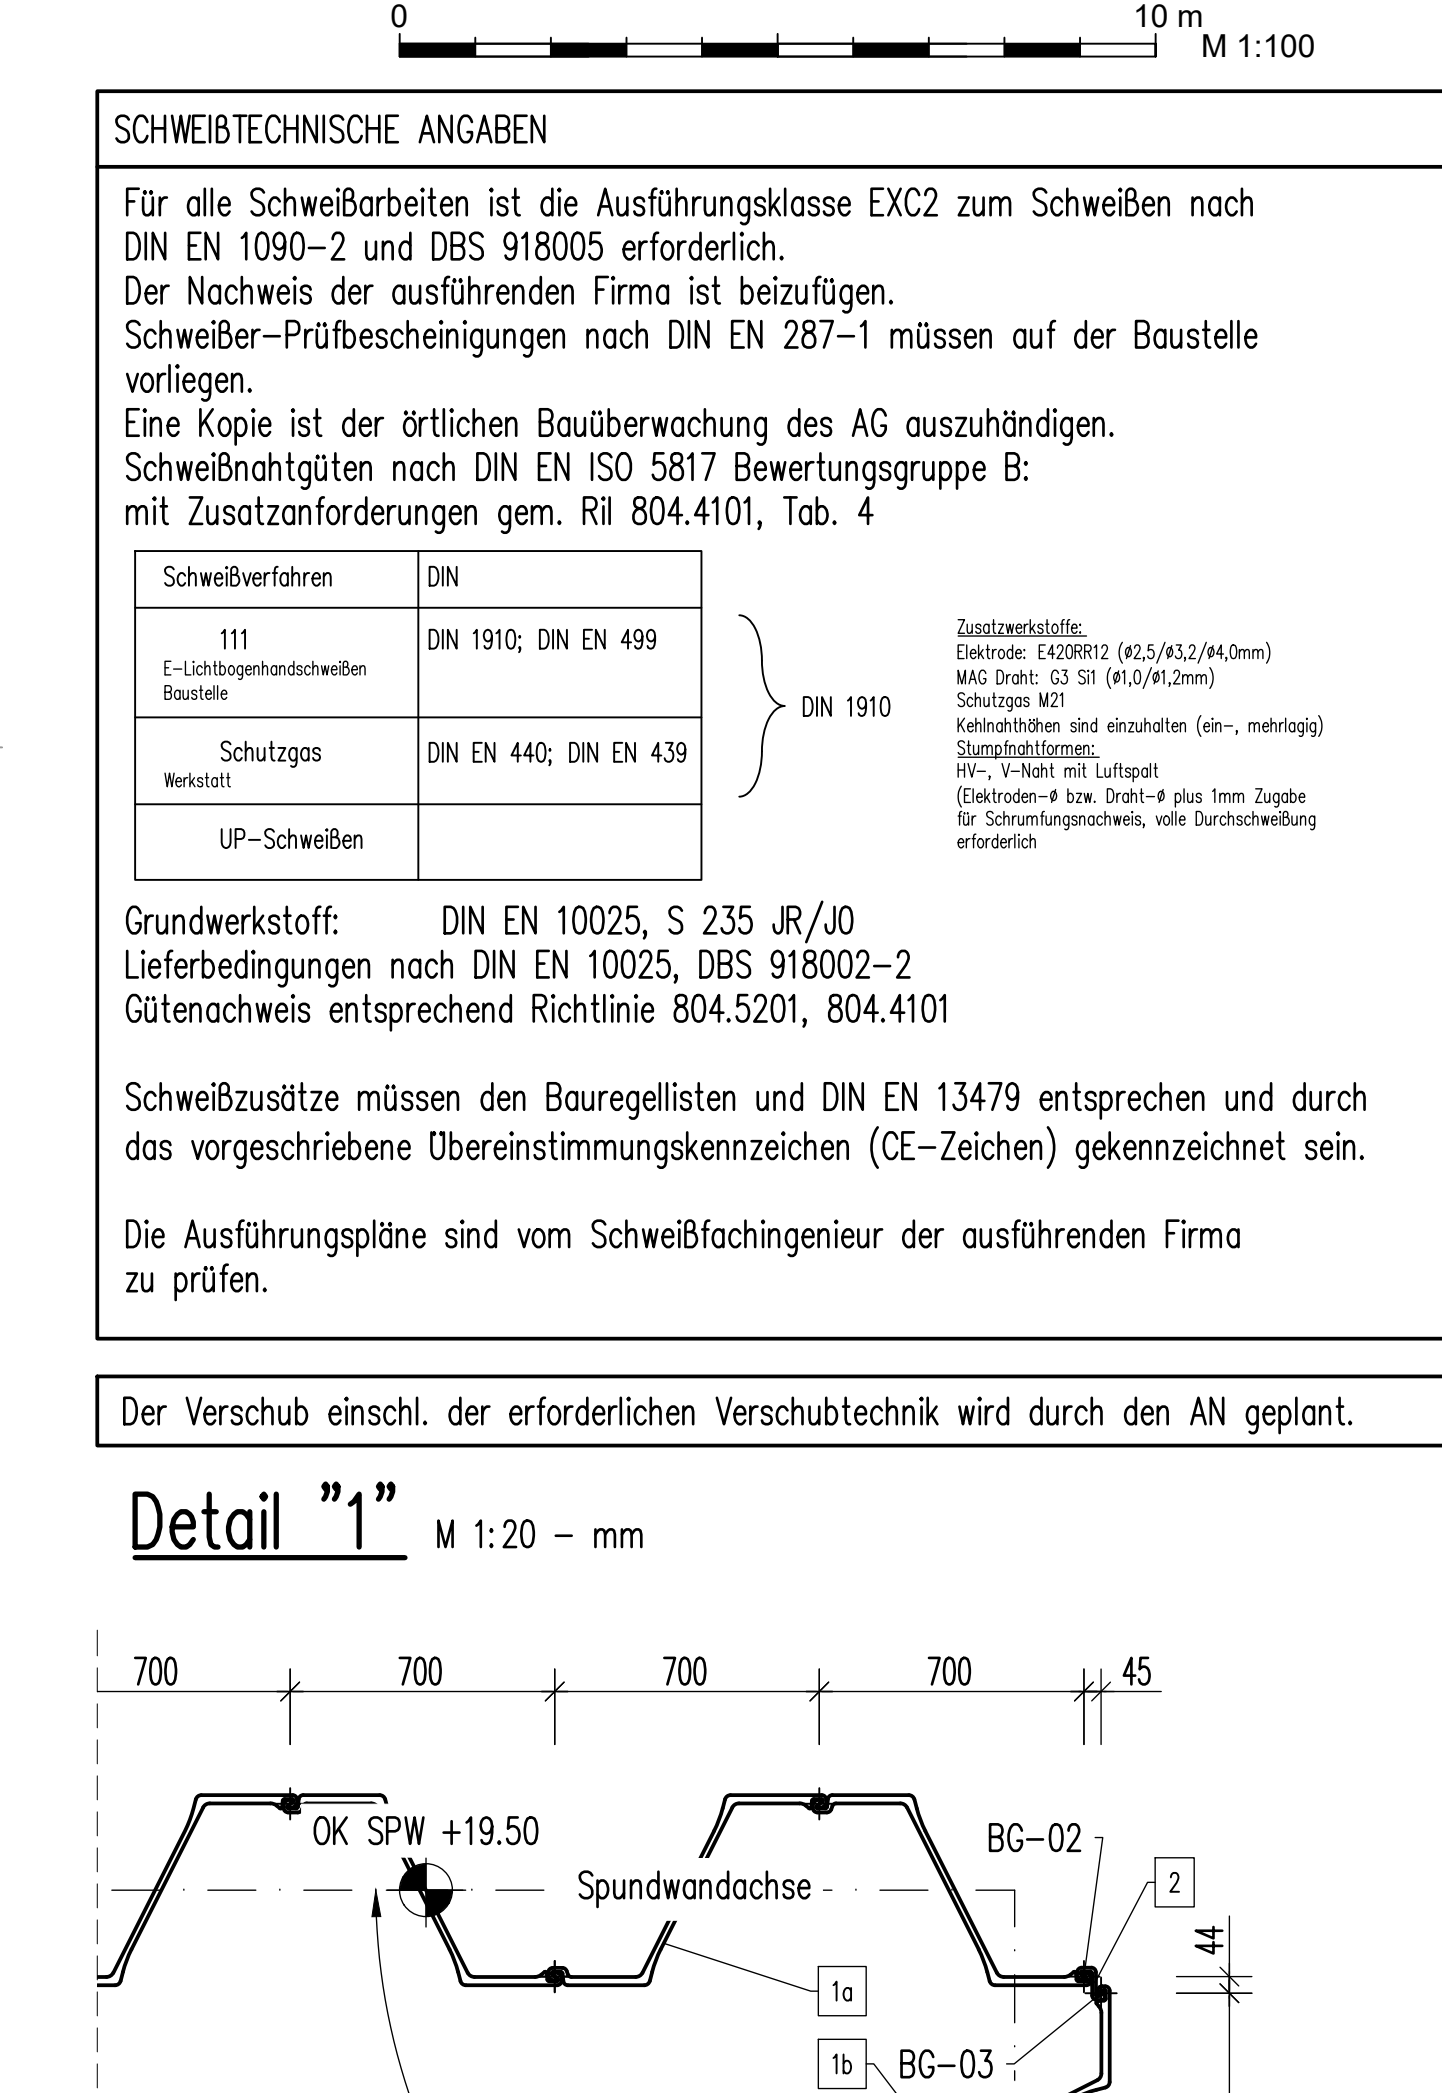 0 10 m
M 1:100
SCHWEIßTECHNISCHE ANGABEN
Für alle Schweißarbeiten ist die Ausführungsklasse EXC2 zum Schweißen nach
DIN EN 1090-2 und DBS 918005 erforderlich.
Der Nachweis der ausführenden Firma ist beizufügen.
Schweißer-Prüfbescheinigungen nach DIN EN 287-1 müssen auf der Baustelle
vorliegen.
Eine Kopie ist der örtlichen Bauüberwachung des AG auszuhändigen.
Schweißnahtgüten nach DIN EN ISO 5817 Bewertungsgruppe B:
mit Zusatzanforderungen gem. Ril 804.4101, Tab. 4
Schweißverfahren DIN
111 DIN 1910; DIN EN 499
E-Lichtbogenhandschweißen
Baustelle
Schutzgas DIN EN 440; DIN EN 439
Werkstatt
UP-Schweißen
DIN 1910
Zusatzwerkstoffe:
Elektrode: E420RR12 (ø2,5/ø3,2/ø4,0mm)
MAG Draht: G3 Si1 (ø1,0/ø1,2mm)
Schutzgas M21
Kehlnahthöhen sind einzuhalten (ein-, mehrlagig)
Stumpfnahtformen:
HV-, V-Naht mit Luftspalt
(Elektroden-ø bzw. Draht-ø plus 1mm Zugabe
für Schrumfungsnachweis, volle Durchschweißung
erforderlich
Grundwerkstoff: DIN EN 10025, S 235 JR/J0
Lieferbedingungen nach DIN EN 10025, DBS 918002-2
Gütenachweis entsprechend Richtlinie 804.5201, 804.4101
Schweißzusätze müssen den Bauregellisten und DIN EN 13479 entsprechen und durch
das vorgeschriebene Übereinstimmungskennzeichen (CE-Zeichen) gekennzeichnet sein.
Die Ausführungspläne sind vom Schweißfachingenieur der ausführenden Firma
zu prüfen.
Der Verschub einschl. der erforderlichen Verschubtechnik wird durch den AN geplant.
Detail "1" M 1:20 - mm
700 700 700 700 45
OK SPW +19.50
BG-02
Spundwandachse
2
44
1a
1b
BG-03